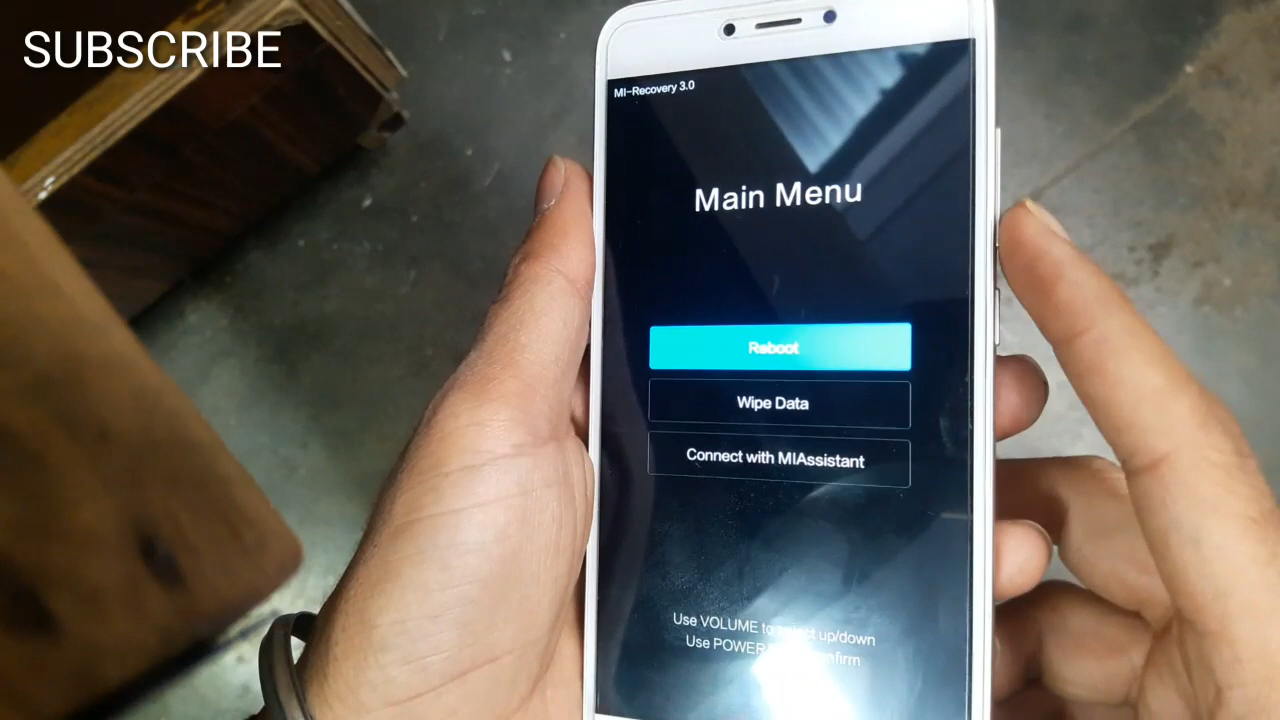 SUBSCRIBE
MI-Recovery 3.0
Main Menu
Reboot
Wipe Data
Connect with MIAssistant
Use VOLUME to up/down
Use POWER